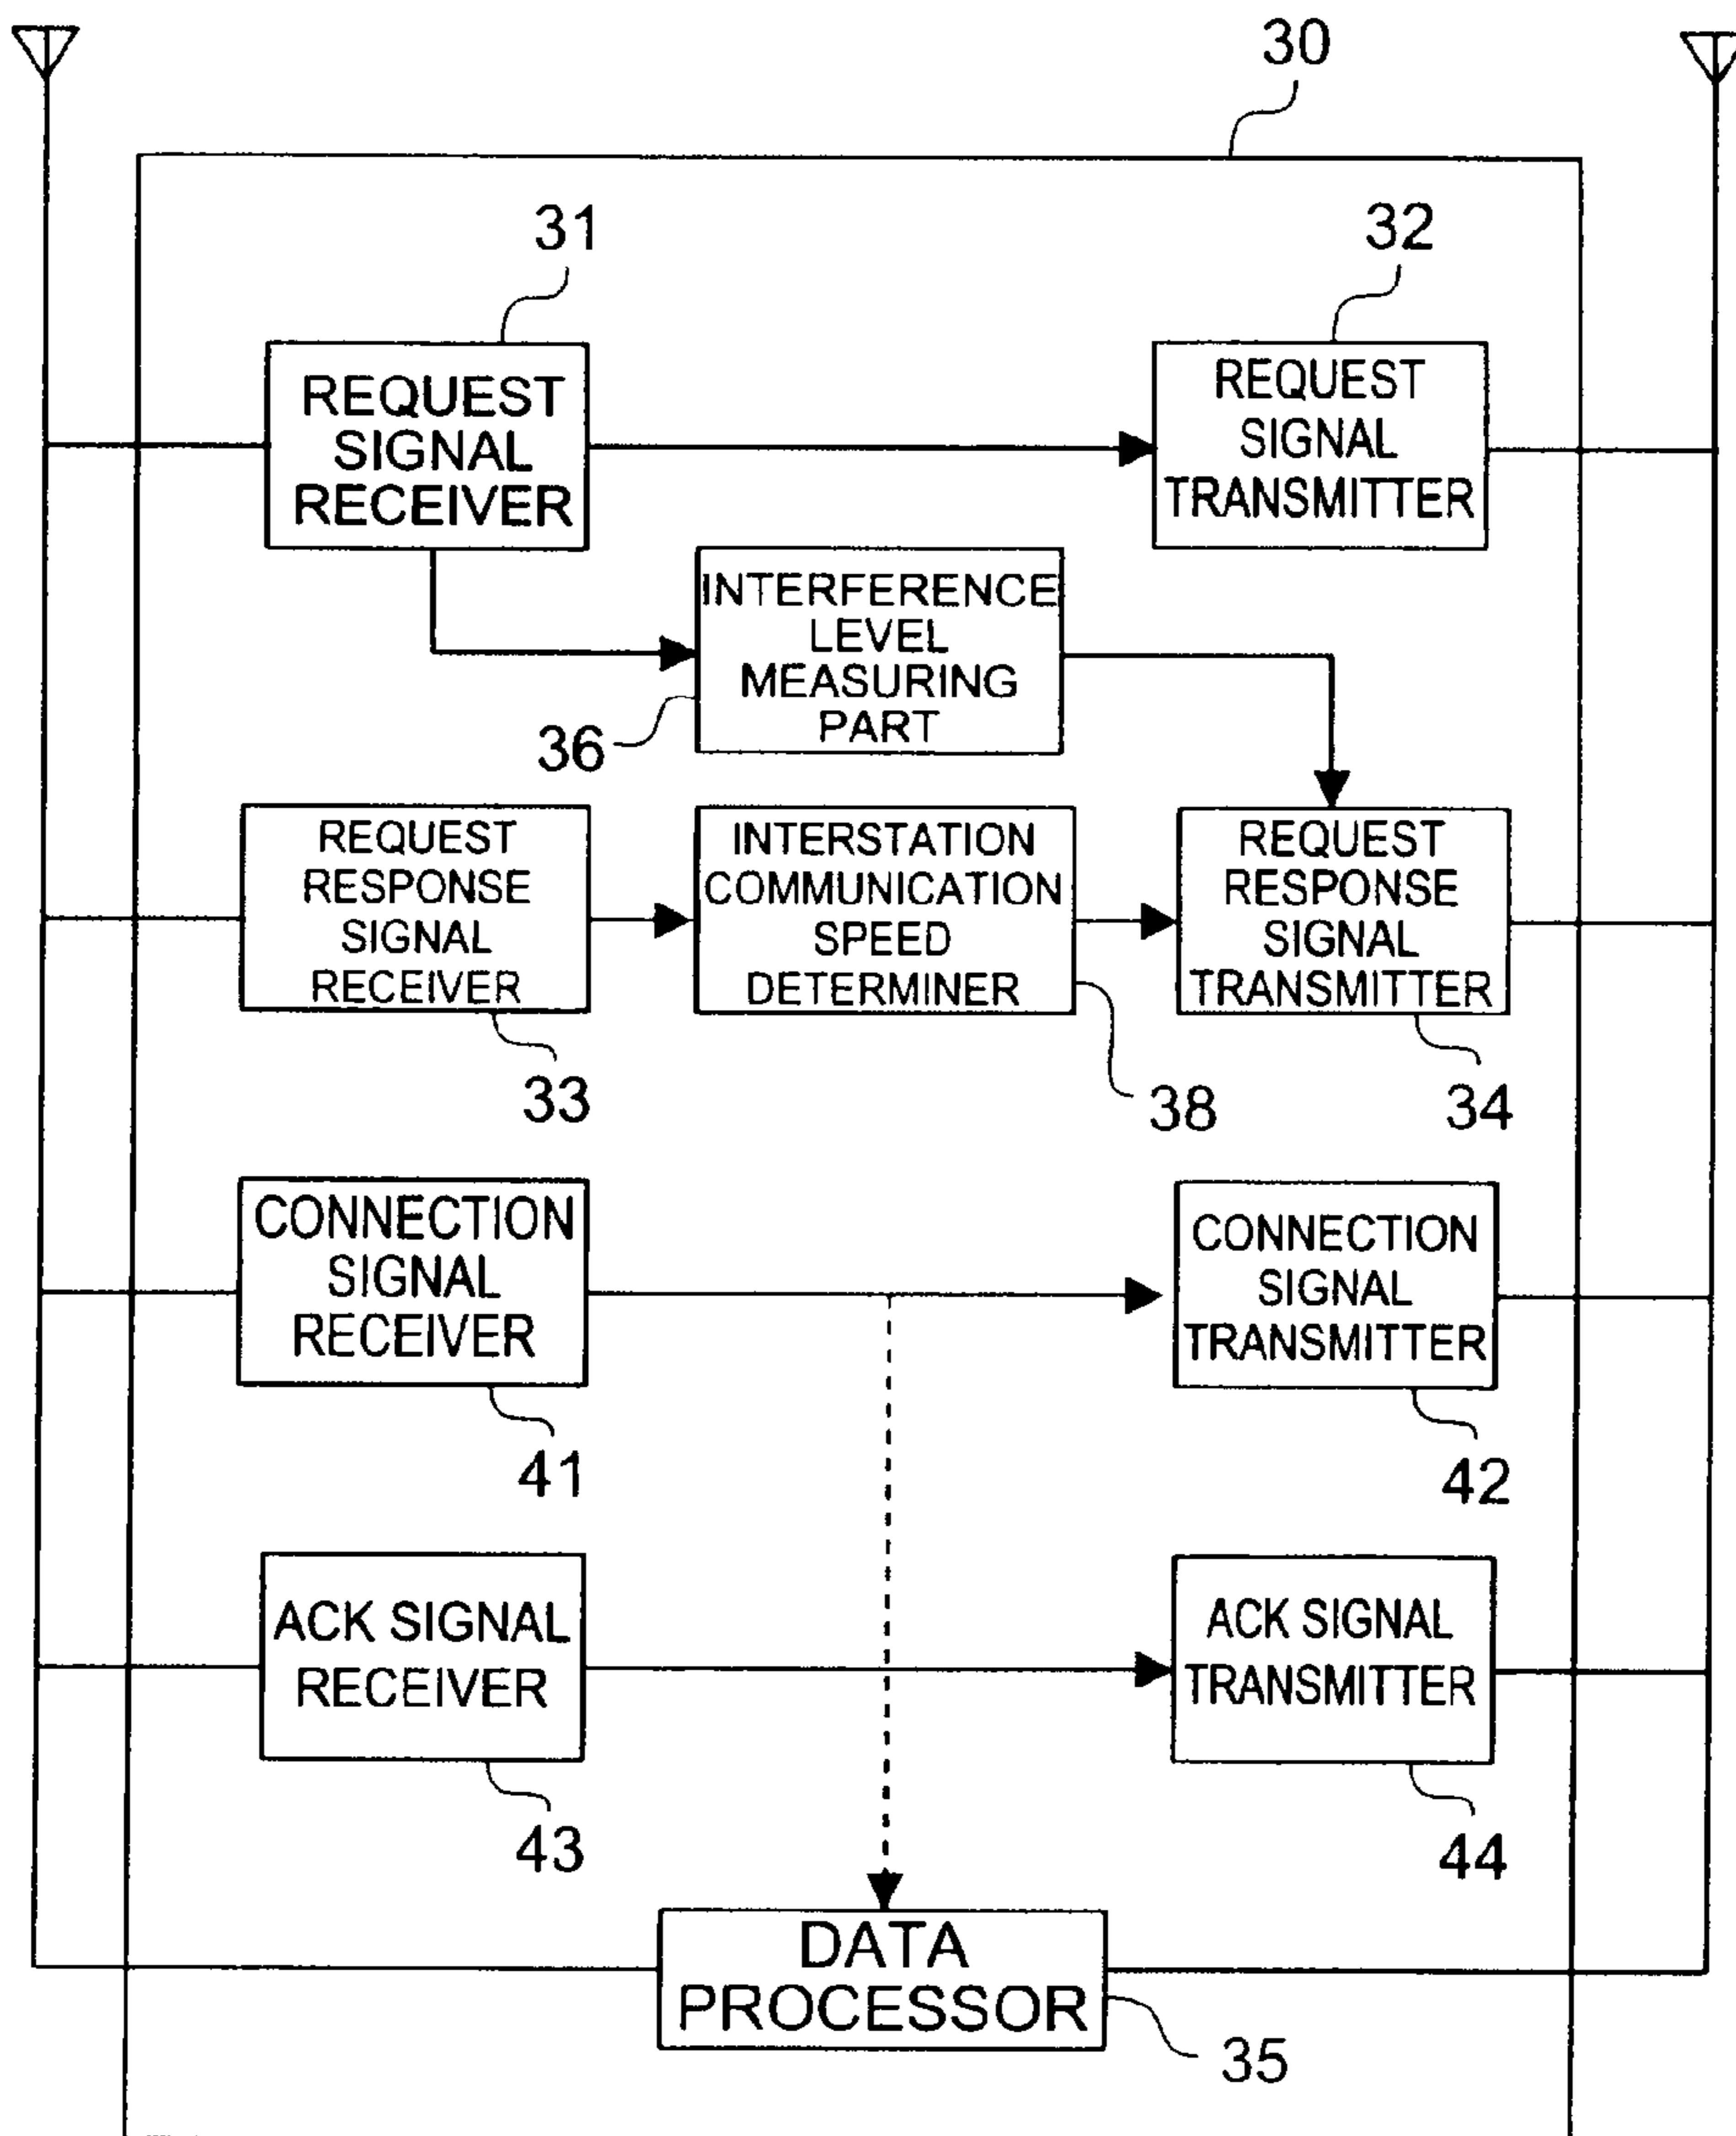 30
31
32
REQUEST
SIGNAL
RECEIVER
REQUEST
SIGNAL
TRANSMITTER
INTERFERENCE
LEVEL
MEASURING
PART
36
REQUEST
RESPONSE
SIGNAL
RECEIVER
INTERSTATION
COMMUNICATION
SPEED
DETERMINER
REQUEST
RESPONSE
SIGNAL
TRANSMITTER
33
38
34
CONNECTION
SIGNAL
RECEIVER
CONNECTION
SIGNAL
TRANSMITTER
41
42
ACK SIGNAL
RECEIVER
ACK SIGNAL
TRANSMITTER
43
44
DATA
PROCESSOR
35